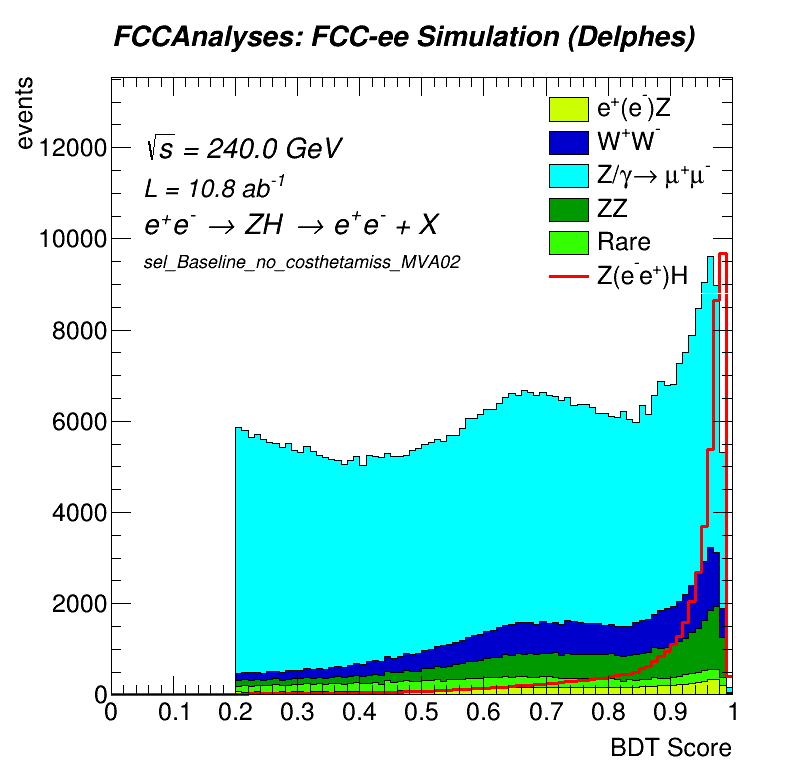 FCCAnalyses: FCC-ee Simulation (Delphes)
events
√s = 240.0 GeV
L = 10.8 ab⁻¹
e⁺e⁻ → ZH → e⁺e⁻ + X
sel_Baseline_no_costhetamiss_MVA02
e⁺(e⁻)Z
W⁺W⁻
Z/γ→ μ⁺μ⁻
ZZ
Rare
Z(e⁻e⁺)H
12000
10000
8000
6000
4000
2000
0
0 0.1 0.2 0.3 0.4 0.5 0.6 0.7 0.8 0.9 1
BDT Score